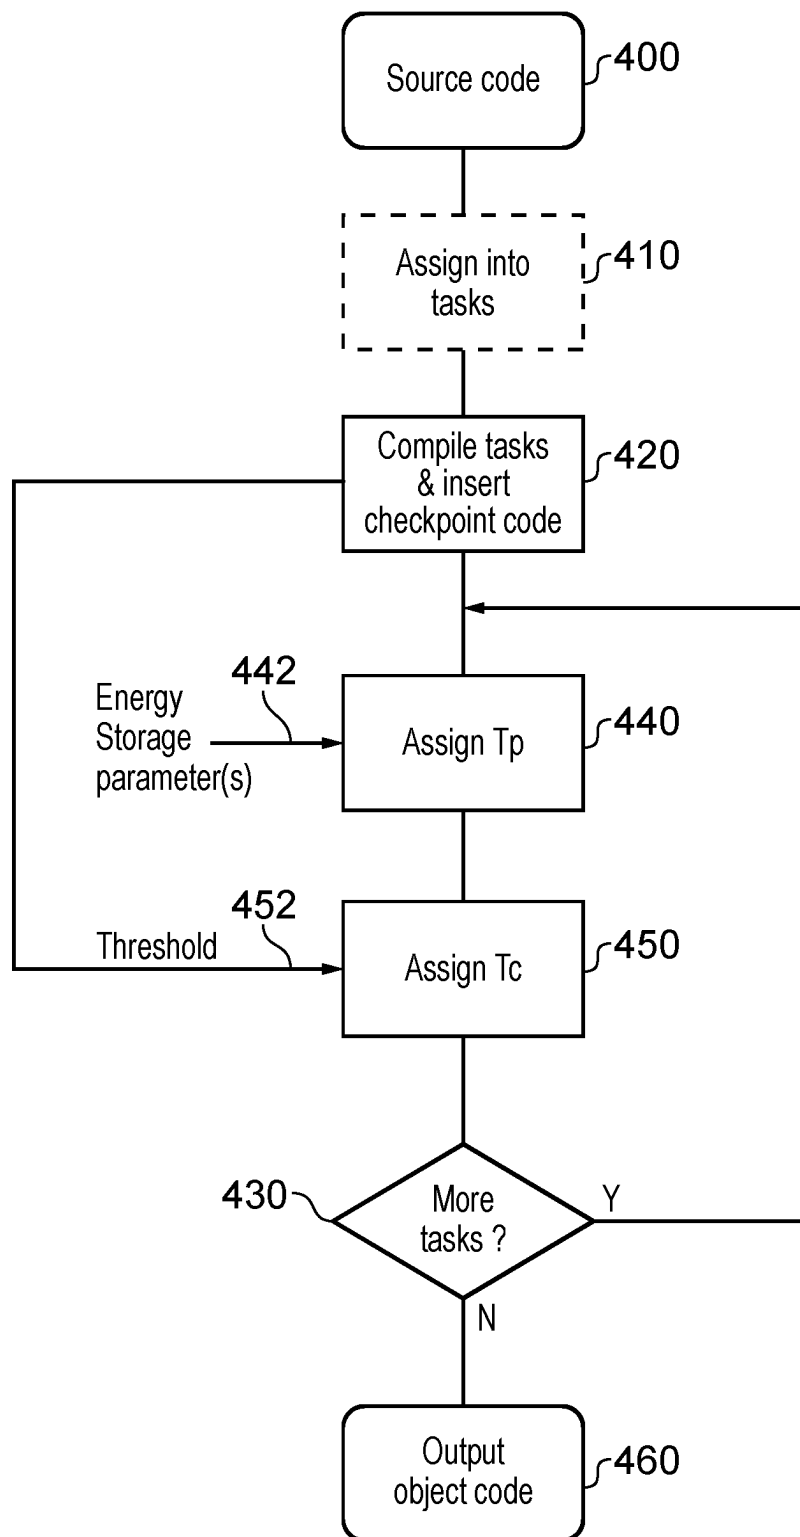 Source code
400
Assign into
tasks
410
Compile tasks
& insert
checkpoint code
420
Energy
Storage
parameter(s)
442
Assign Tp
440
Threshold
452
Assign Tc
450
430
More
tasks ?
Y
N
Output
object code
460